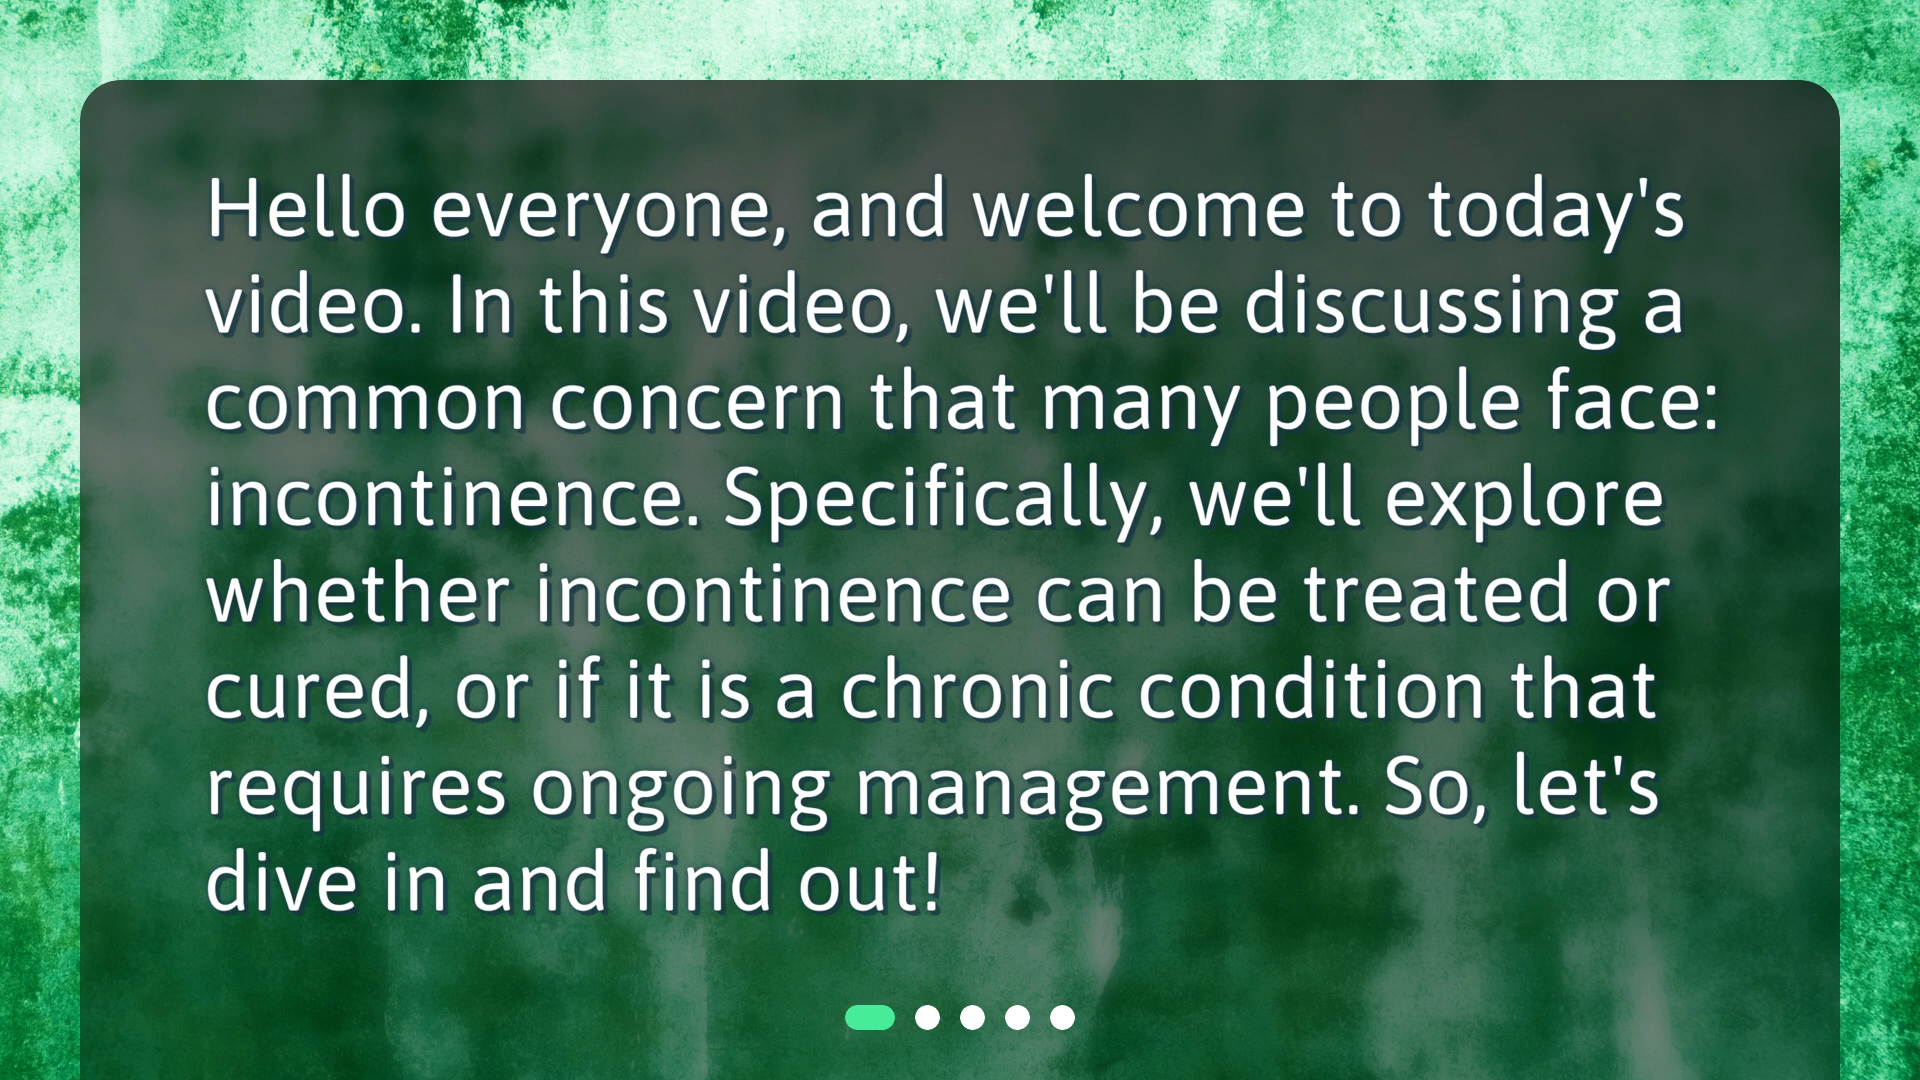 Hello everyone, and welcome to today's
video. In this video, we'll be discussing a
common concern that many people face:
incontinence. Specifically, we'll explore
whether incontinence can be treated or
cured, or if it is a chronic condition that
requires ongoing management. So, let's
dive in and find out!